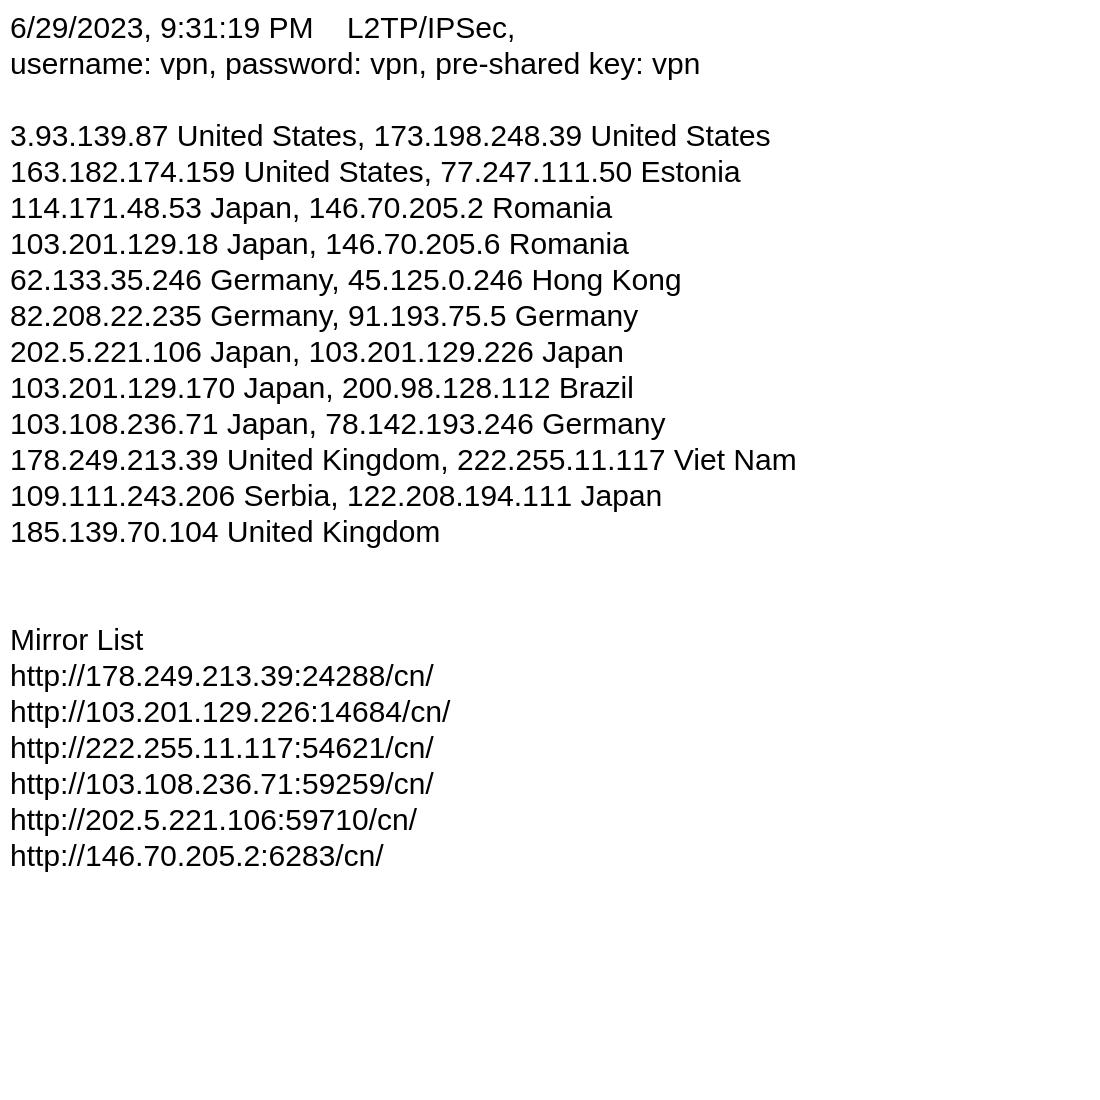 6/29/2023, 9:31:19 PM    L2TP/IPSec,
username: vpn, password: vpn, pre-shared key: vpn
3.93.139.87 United States, 173.198.248.39 United States
163.182.174.159 United States, 77.247.111.50 Estonia
114.171.48.53 Japan, 146.70.205.2 Romania
103.201.129.18 Japan, 146.70.205.6 Romania
62.133.35.246 Germany, 45.125.0.246 Hong Kong
82.208.22.235 Germany, 91.193.75.5 Germany
202.5.221.106 Japan, 103.201.129.226 Japan
103.201.129.170 Japan, 200.98.128.112 Brazil
103.108.236.71 Japan, 78.142.193.246 Germany
178.249.213.39 United Kingdom, 222.255.11.117 Viet Nam
109.111.243.206 Serbia, 122.208.194.111 Japan
185.139.70.104 United Kingdom
Mirror List
http://178.249.213.39:24288/cn/
http://103.201.129.226:14684/cn/
http://222.255.11.117:54621/cn/
http://103.108.236.71:59259/cn/
http://202.5.221.106:59710/cn/
http://146.70.205.2:6283/cn/